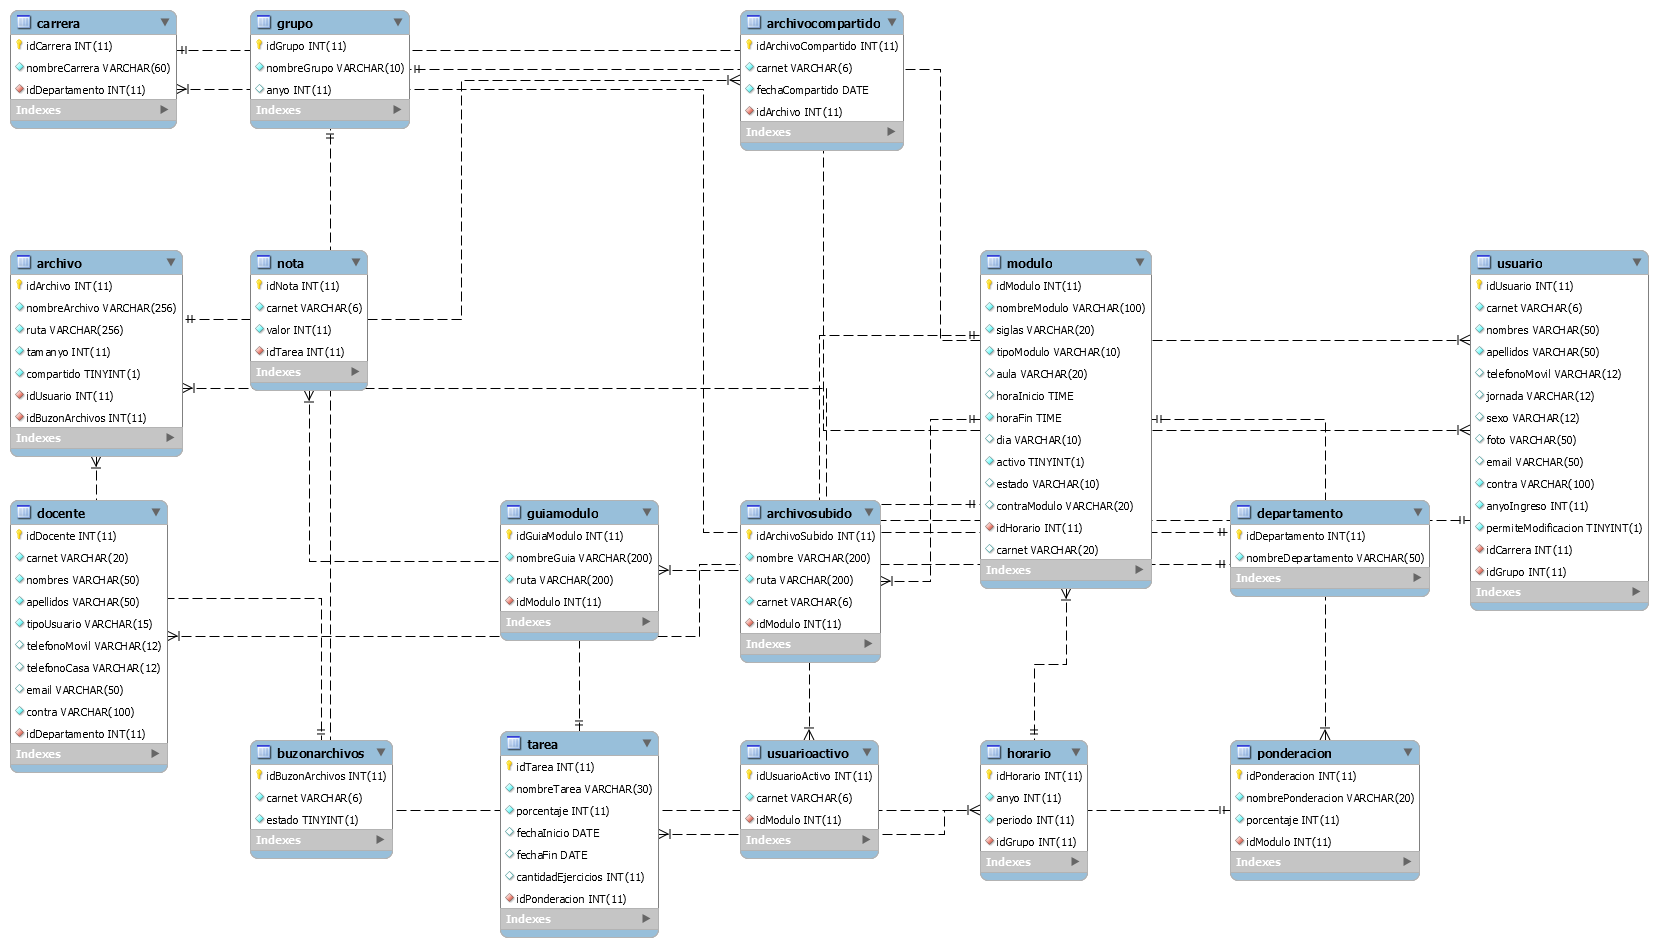 carrera
idCarrera INT(11)
nombreCarrera VARCHAR(60)
idDepartamento INT(11)
Indexes
grupo
idGrupo INT(11)
nombreGrupo VARCHAR(10)
anyo INT(11)
Indexes
archivocompartido
idArchivoCompartido INT(11)
carnet VARCHAR(6)
fechaCompartido DATE
idArchivo INT(11)
Indexes
archivo
idArchivo INT(11)
nombreArchivo VARCHAR(256)
ruta VARCHAR(256)
tamanyo INT(11)
compartido TINYINT(1)
idUsuario INT(11)
idBuzonArchivos INT(11)
Indexes
nota
idNota INT(11)
carnet VARCHAR(6)
valor INT(11)
idTarea INT(11)
Indexes
modulo
idModulo INT(11)
nombreModulo VARCHAR(100)
siglas VARCHAR(20)
tipoModulo VARCHAR(10)
aula VARCHAR(20)
horaInicio TIME
horaFin TIME
dia VARCHAR(10)
activo TINYINT(1)
estado VARCHAR(10)
contraModulo VARCHAR(20)
idHorario INT(11)
carnet VARCHAR(20)
Indexes
usuario
idUsuario INT(11)
carnet VARCHAR(6)
nombres VARCHAR(50)
apellidos VARCHAR(50)
telefonoMovil VARCHAR(12)
jornada VARCHAR(12)
sexo VARCHAR(12)
foto VARCHAR(50)
email VARCHAR(50)
contra VARCHAR(100)
anyoIngreso INT(11)
permiteModificacion TINYINT(1)
idCarrera INT(11)
idGrupo INT(11)
Indexes
docente
idDocente INT(11)
carnet VARCHAR(20)
nombres VARCHAR(50)
apellidos VARCHAR(50)
tipoUsuario VARCHAR(15)
telefonoMovil VARCHAR(12)
telefonoCasa VARCHAR(12)
email VARCHAR(50)
contra VARCHAR(100)
idDepartamento INT(11)
Indexes
guiamodulo
idGuiaModulo INT(11)
nombreGuia VARCHAR(200)
ruta VARCHAR(200)
idModulo INT(11)
Indexes
archivosubido
idArchivoSubido INT(11)
nombre VARCHAR(200)
ruta VARCHAR(200)
carnet VARCHAR(6)
idModulo INT(11)
Indexes
departamento
idDepartamento INT(11)
nombreDepartamento VARCHAR(50)
Indexes
buzonarchivos
idBuzonArchivos INT(11)
carnet VARCHAR(6)
estado TINYINT(1)
Indexes
tarea
idTarea INT(11)
nombreTarea VARCHAR(30)
porcentaje INT(11)
fechaInicio DATE
fechaFin DATE
cantidadEjercicios INT(11)
idPonderacion INT(11)
Indexes
usuarioactivo
idUsuarioActivo INT(11)
carnet VARCHAR(6)
idModulo INT(11)
Indexes
horario
idHorario INT(11)
anyo INT(11)
periodo INT(11)
idGrupo INT(11)
Indexes
ponderacion
idPonderacion INT(11)
nombrePonderacion VARCHAR(20)
porcentaje INT(11)
idModulo INT(11)
Indexes